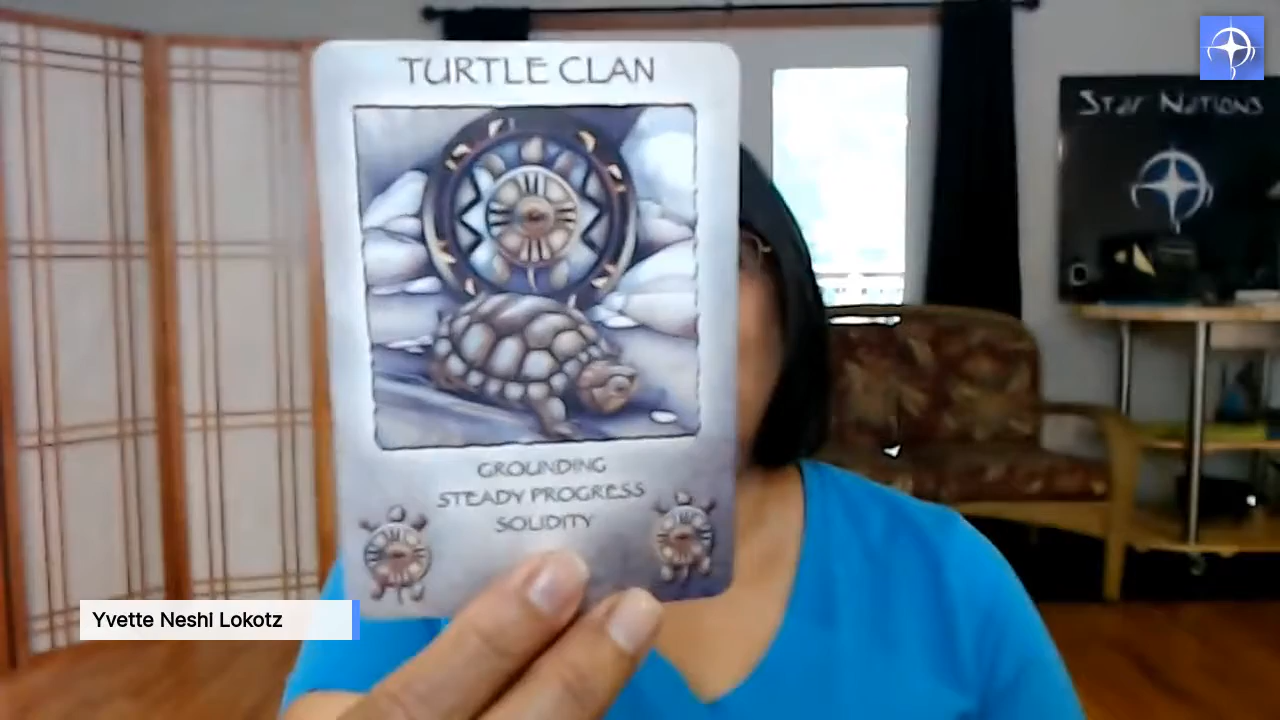 TURTLE CLAN
Star Nations
GROUNDING
STEADY PROGRESS
SOLIDITY
Yvette Neshi Lokotz